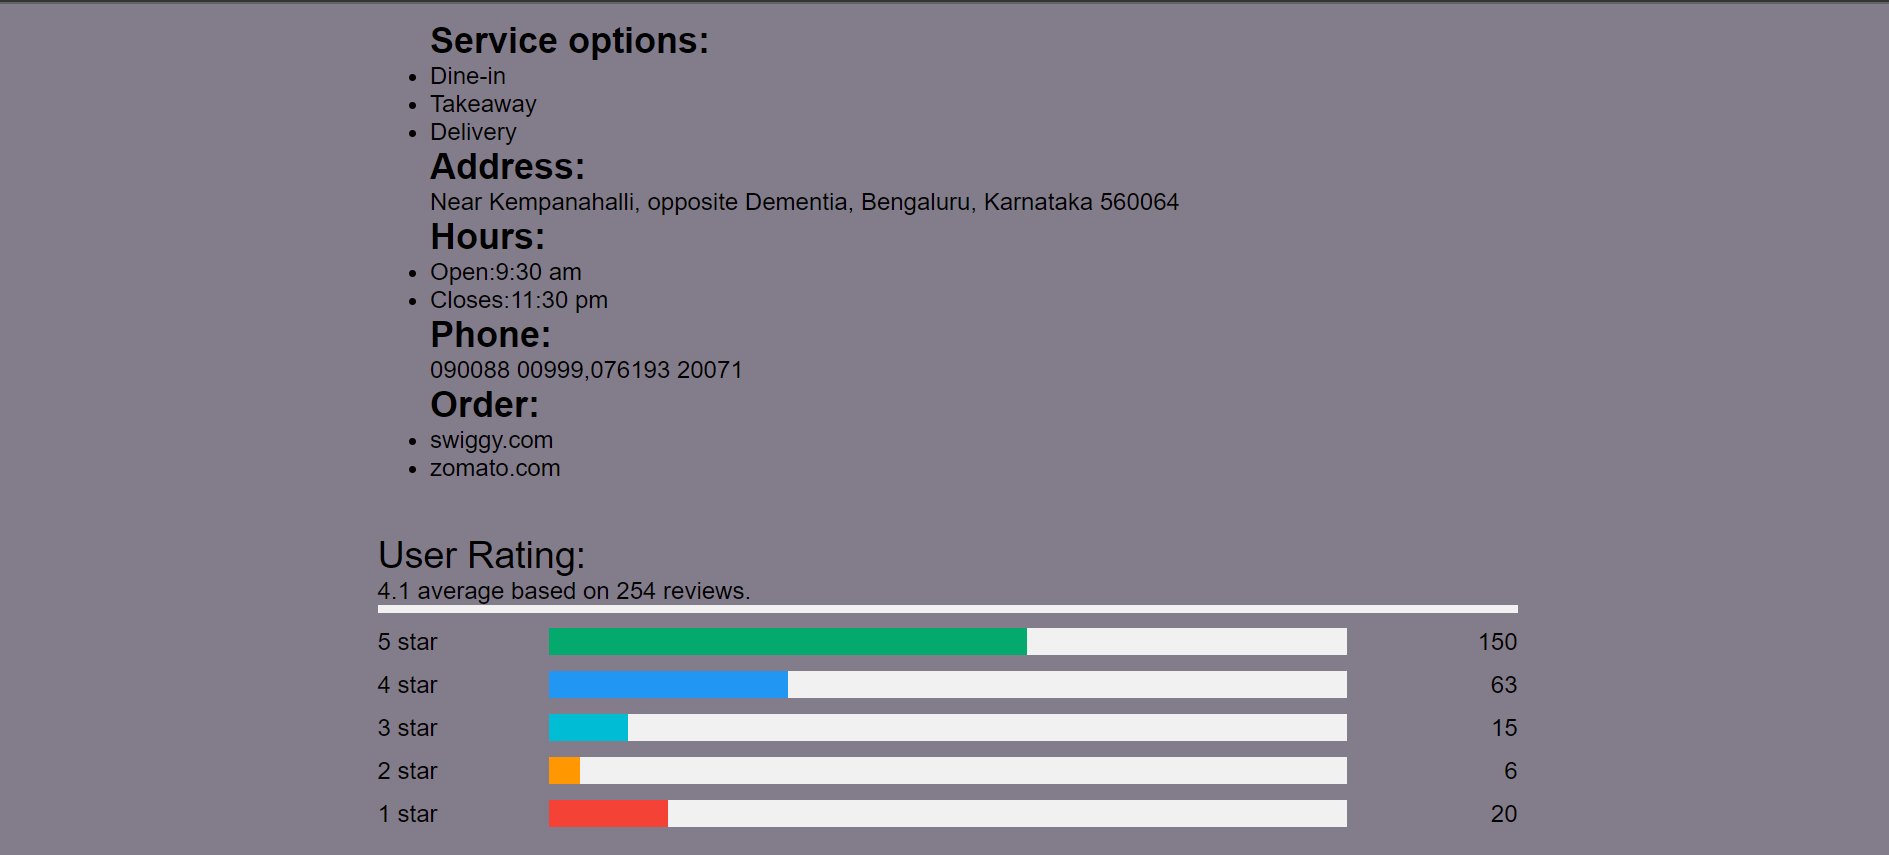 Service options:
Dine-in
Takeaway
Delivery
Address:
Near Kempanahalli, opposite Dementia, Bengaluru, Karnataka 560064
Hours:
Open:9:30 am
Closes:11:30 pm
Phone:
090088 00999,076193 20071
Order:
swiggy.com
zomato.com
User Rating:
4.1 average based on 254 reviews.
5 star 150
4 star 63
3 star 15
2 star 6
1 star 20